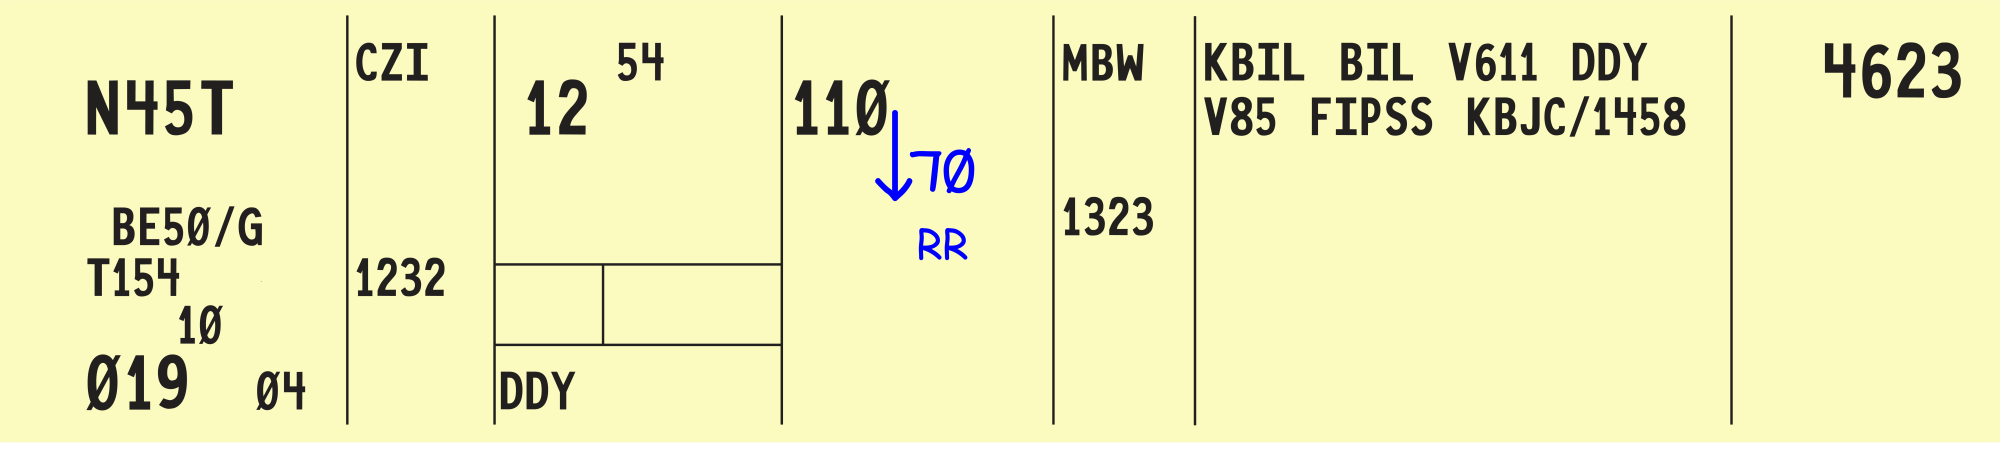 N45T
BE5Ø/G
T154
1Ø
Ø19 Ø4
CZI
1232
12 54
DDY
11Ø
↓ 7Ø
RR
MBW
1323
KBIL BIL V611 DDY
V85 FIPSS KBJC/1458
4623